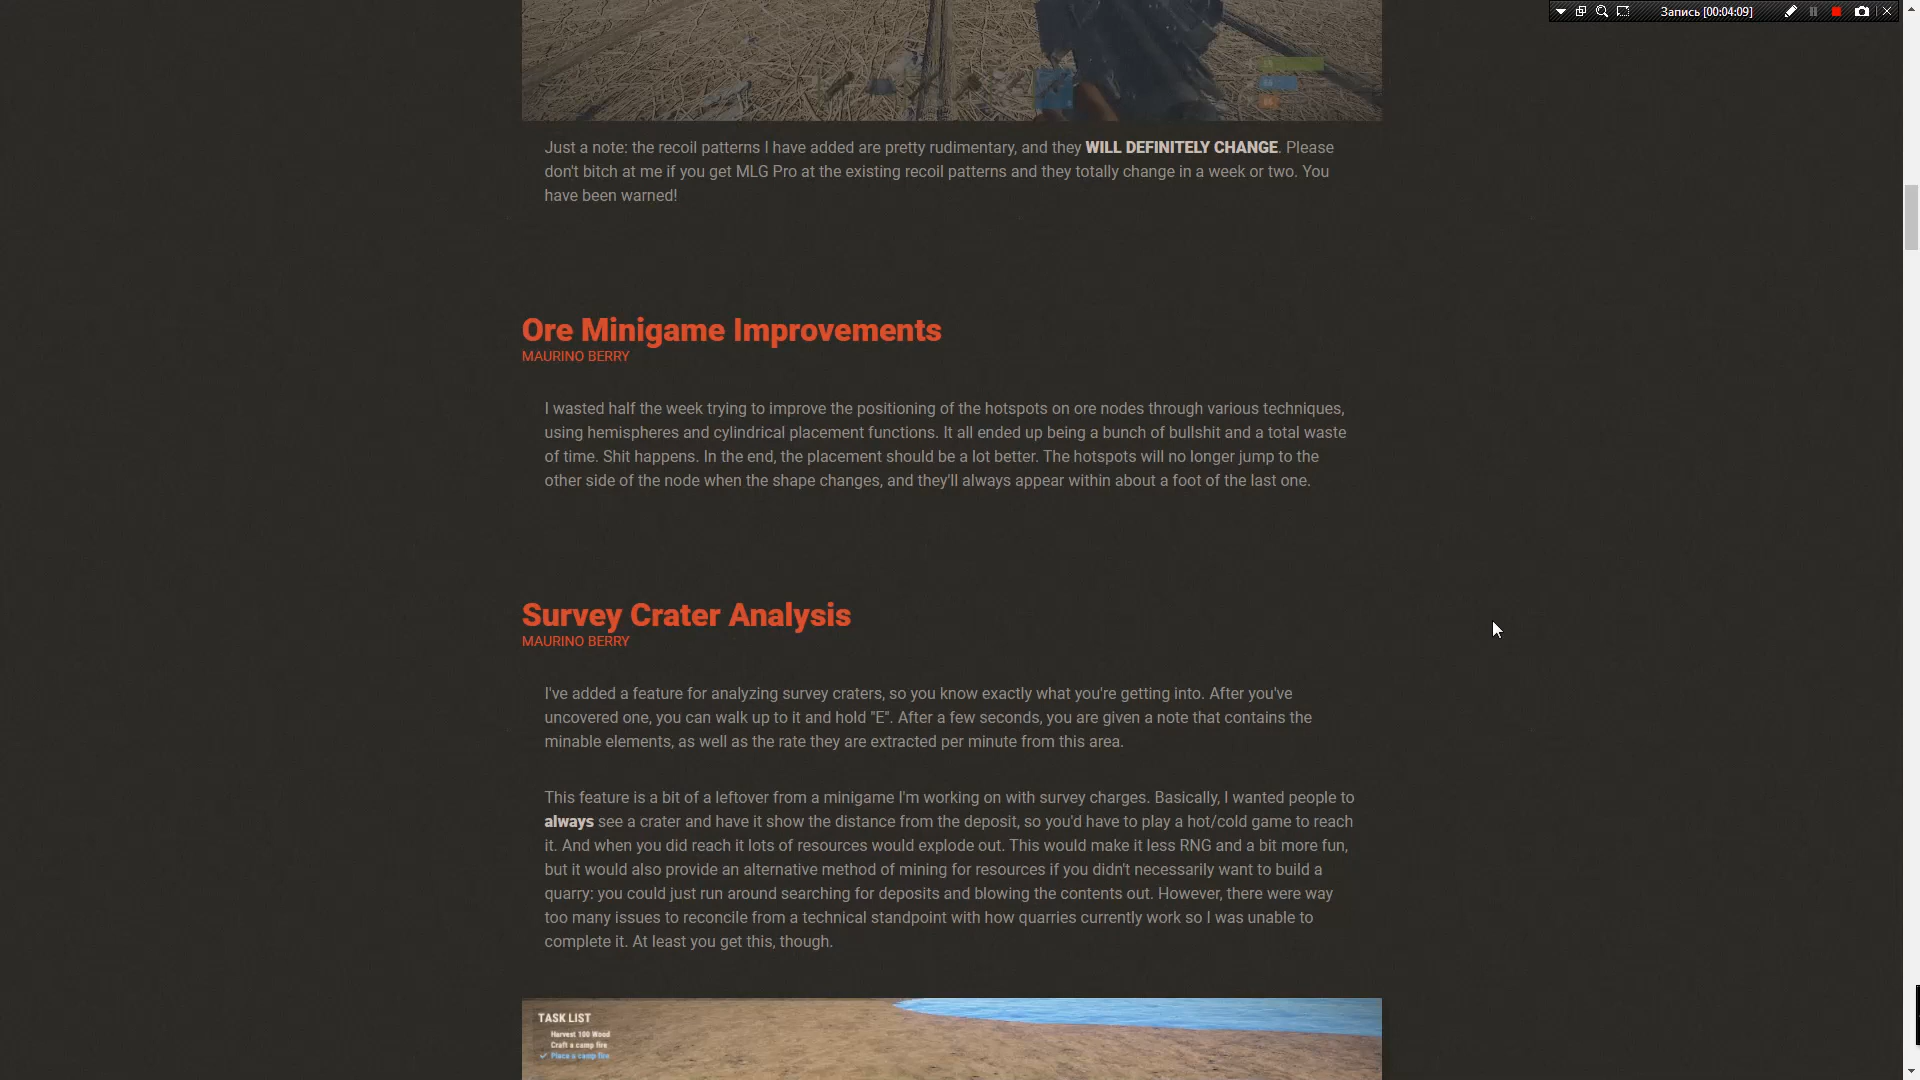 Запись [00:04:09]
Just a note: the recoil patterns I have added are pretty rudimentary, and they WILL DEFINITELY CHANGE. Please
don't bitch at me if you get MLG Pro at the existing recoil patterns and they totally change in a week or two. You
have been warned!
Ore Minigame Improvements
MAURINO BERRY
I wasted half the week trying to improve the positioning of the hotspots on ore nodes through various techniques,
using hemispheres and cylindrical placement functions. It all ended up being a bunch of bullshit and a total waste
of time. Shit happens. In the end, the placement should be a lot better. The hotspots will no longer jump to the
other side of the node when the shape changes, and they'll always appear within about a foot of the last one.
Survey Crater Analysis
MAURINO BERRY
I've added a feature for analyzing survey craters, so you know exactly what you're getting into. After you've
uncovered one, you can walk up to it and hold "E". After a few seconds, you are given a note that contains the
minable elements, as well as the rate they are extracted per minute from this area.
This feature is a bit of a leftover from a minigame I'm working on with survey charges. Basically, I wanted people to
always see a crater and have it show the distance from the deposit, so you'd have to play a hot/cold game to reach
it. And when you did reach it lots of resources would explode out. This would make it less RNG and a bit more fun,
but it would also provide an alternative method of mining for resources if you didn't necessarily want to build a
quarry: you could just run around searching for deposits and blowing the contents out. However, there were way
too many issues to reconcile from a technical standpoint with how quarries currently work so I was unable to
complete it. At least you get this, though.
TASK LIST
Harvest 100 Wood
Craft a camp fire
Place a camp fire